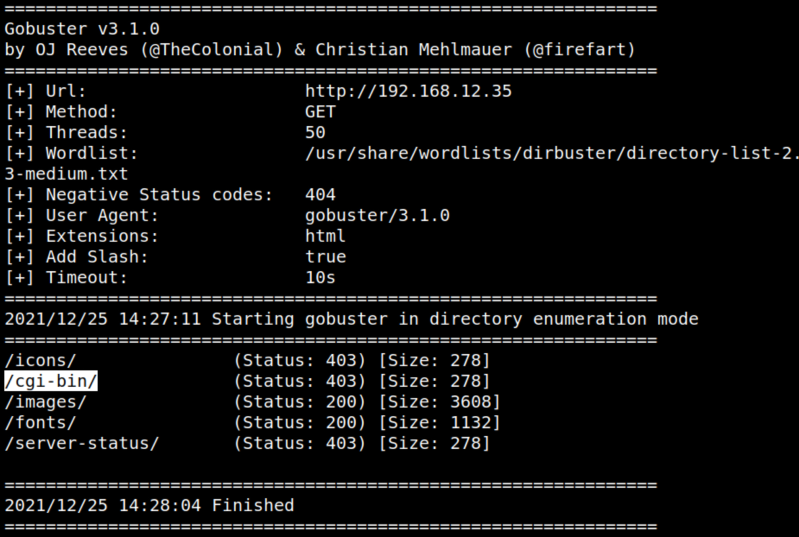 ===============================================================
Gobuster v3.1.0
by OJ Reeves (@TheColonial) & Christian Mehlmauer (@firefart)
===============================================================
[+] Url:                     http://192.168.12.35
[+] Method:                  GET
[+] Threads:                 50
[+] Wordlist:                /usr/share/wordlists/dirbuster/directory-list-2.
3-medium.txt
[+] Negative Status codes:   404
[+] User Agent:              gobuster/3.1.0
[+] Extensions:              html
[+] Add Slash:               true
[+] Timeout:                 10s
===============================================================
2021/12/25 14:27:11 Starting gobuster in directory enumeration mode
===============================================================
/icons/               (Status: 403) [Size: 278]
/cgi-bin/             (Status: 403) [Size: 278]
/images/              (Status: 200) [Size: 3608]
/fonts/               (Status: 200) [Size: 1132]
/server-status/       (Status: 403) [Size: 278]

===============================================================
2021/12/25 14:28:04 Finished
===============================================================